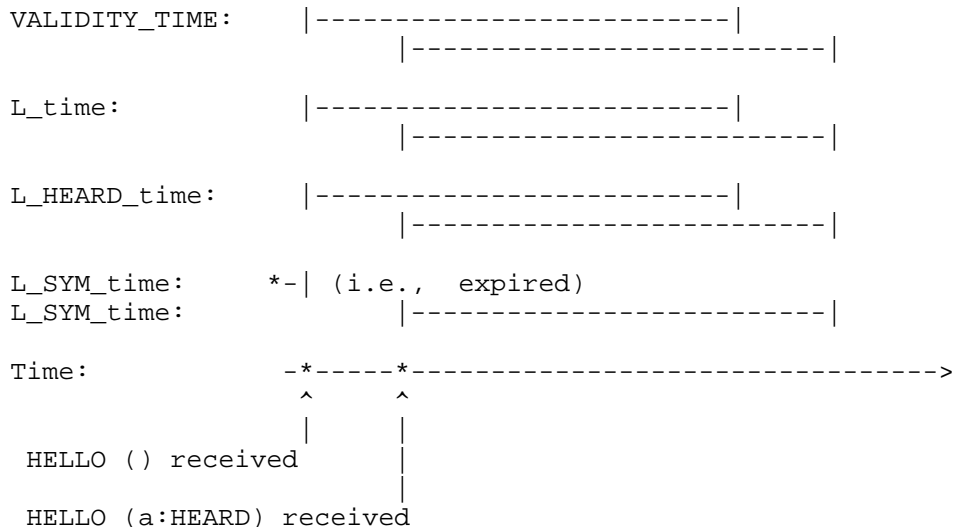 VALIDITY_TIME:    |--------------------------|
                        |--------------------------|
L_time:           |--------------------------|
                        |--------------------------|
L_HEARD_time:     |--------------------------|
                        |--------------------------|
L_SYM_time:     *-| (i.e.,  expired)
L_SYM_time:             |--------------------------|
Time:            -*-----*--------------------------------->
                  ^     ^
                  |     |
 HELLO () received      |
                        |
 HELLO (a:HEARD) received